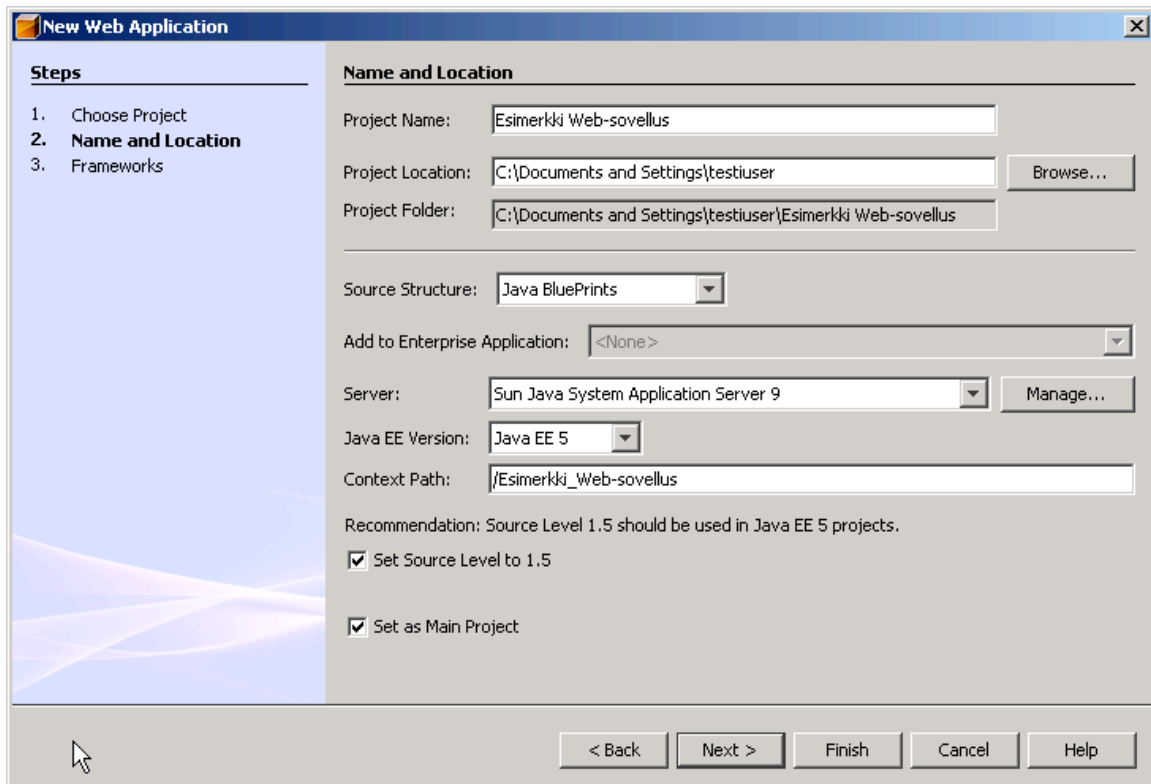 New Web Application
Steps
1. Choose Project
2. Name and Location
3. Frameworks
Name and Location
Project Name: Esimerkki Web-sovellus
Project Location: C:\Documents and Settings\testiuser Browse...
Project Folder: C:\Documents and Settings\testiuser\Esimerkki Web-sovellus
Source Structure: Java BluePrints
Add to Enterprise Application: <None>
Server: Sun Java System Application Server 9 Manage...
Java EE Version: Java EE 5
Context Path: /Esimerkki_Web-sovellus
Recommendation: Source Level 1.5 should be used in Java EE 5 projects.
Set Source Level to 1.5
Set as Main Project
< Back Next > Finish Cancel Help